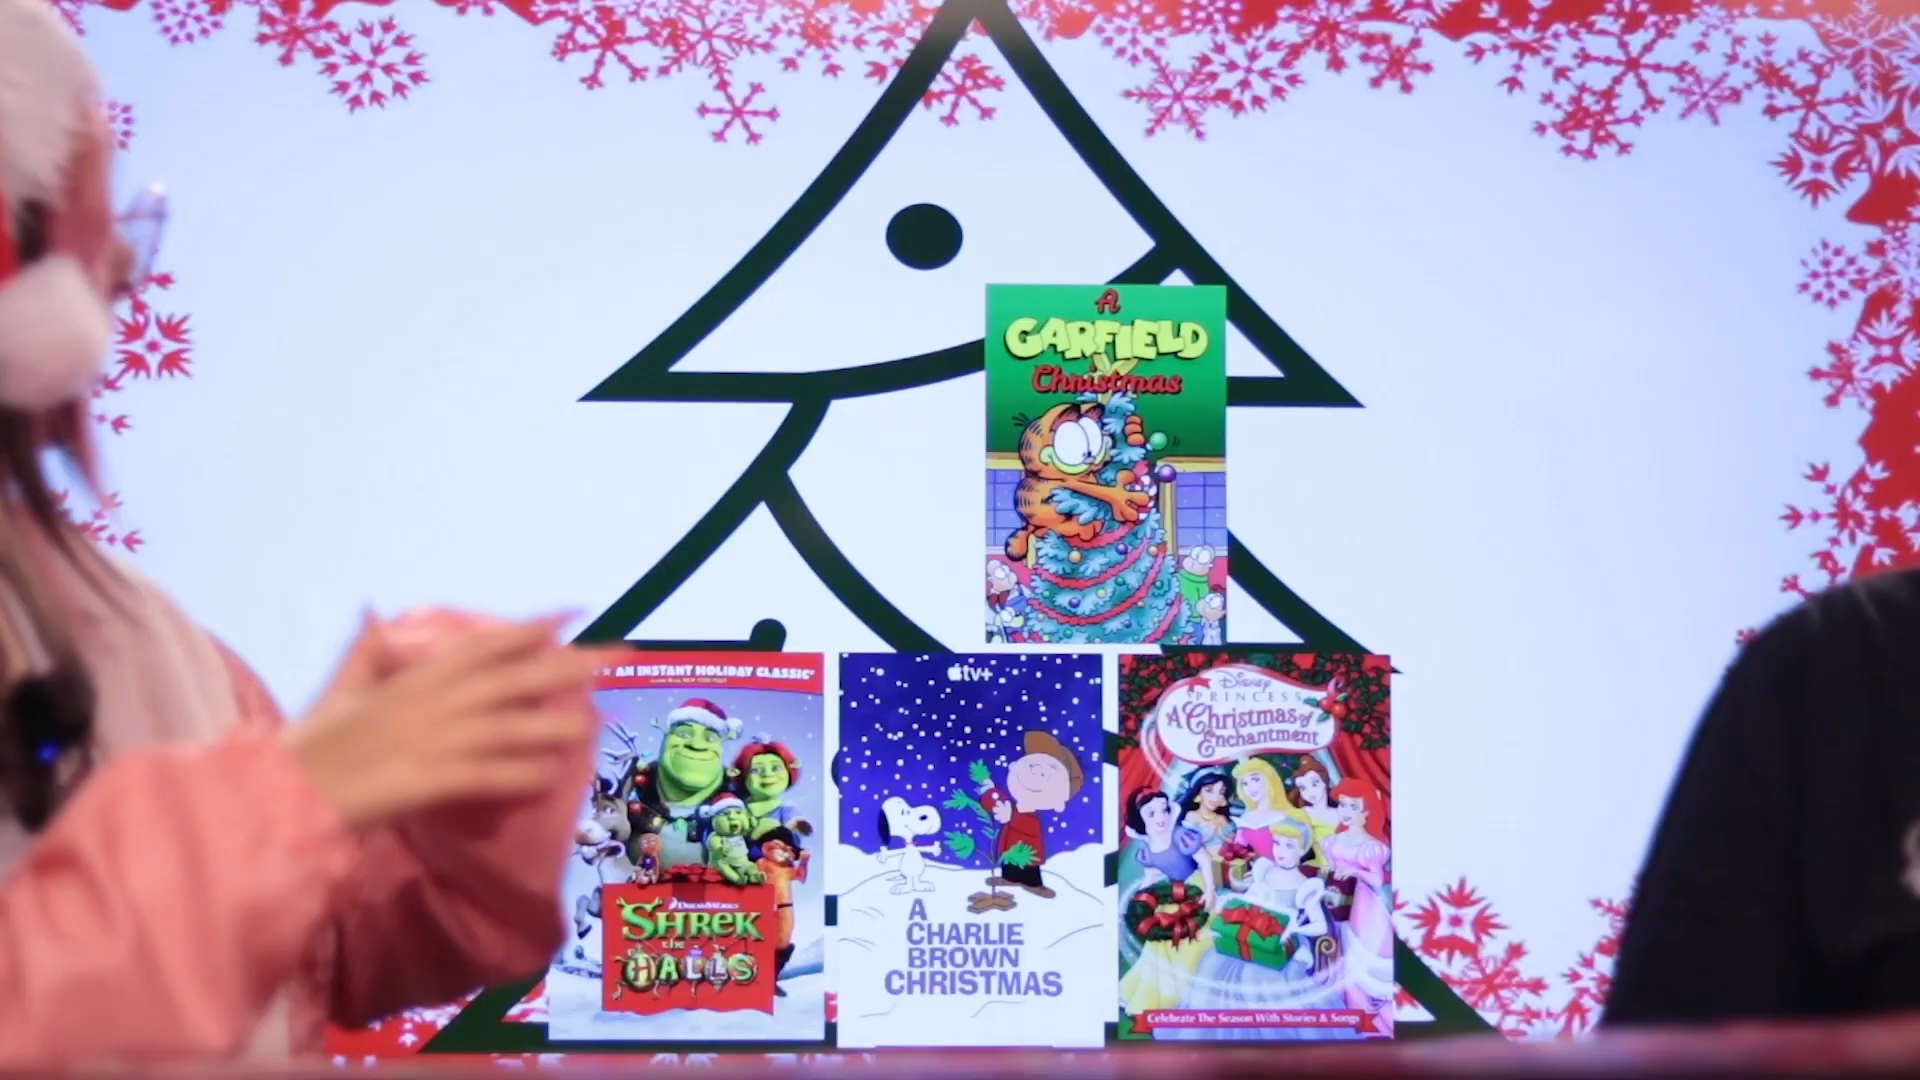 A
GARFIELD
Christmas
★ AN INSTANT HOLIDAY CLASSIC"
DREAMWORKS
SHREK
the
HALLS
tv+
A
CHARLIE
BROWN
CHRISTMAS
Disney
PRINCESS
A Christmas of
Enchantment
Celebrate The Season With Stories & Songs